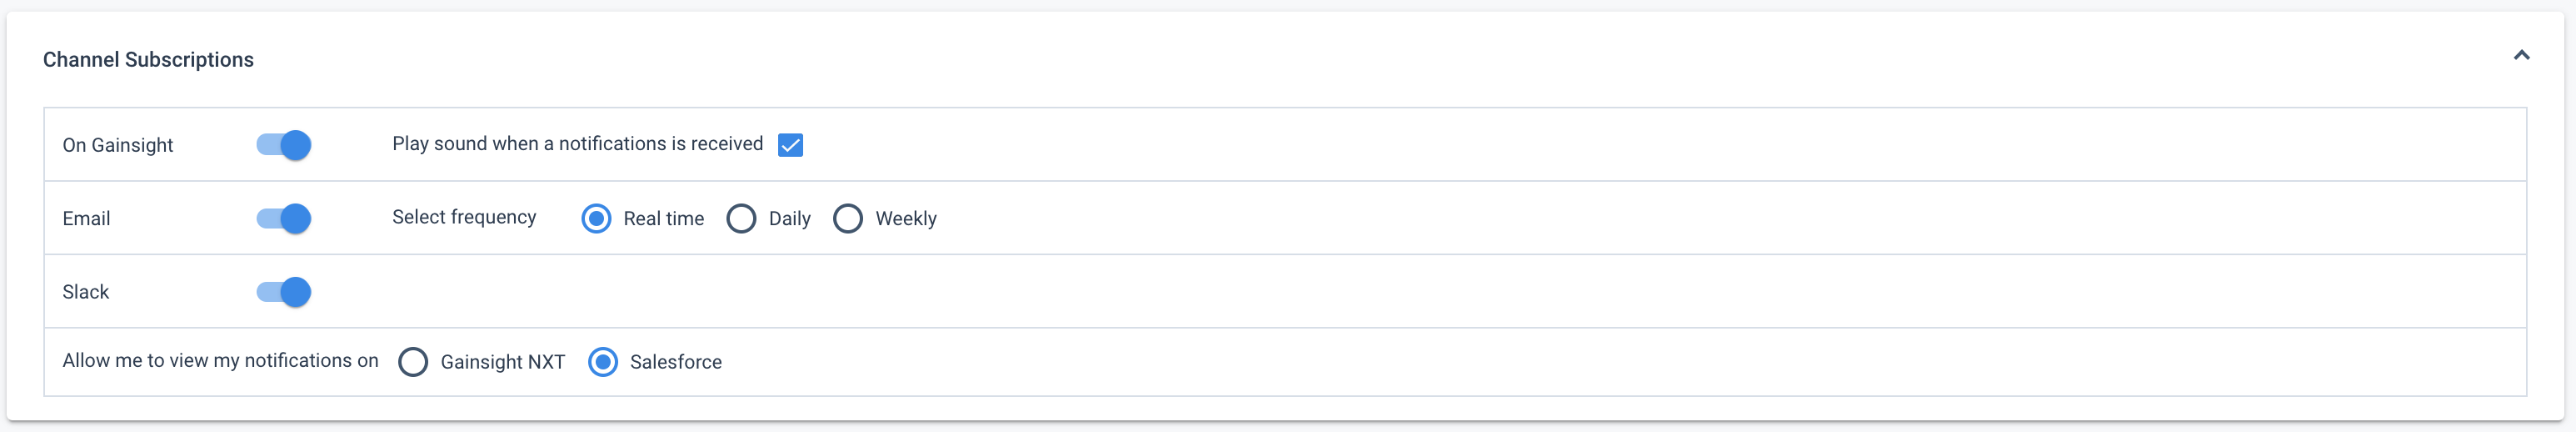 Channel Subscriptions
On Gainsight Play sound when a notifications is received
Email Select frequency Real time Daily Weekly
Slack
Allow me to view my notifications on Gainsight NXT Salesforce